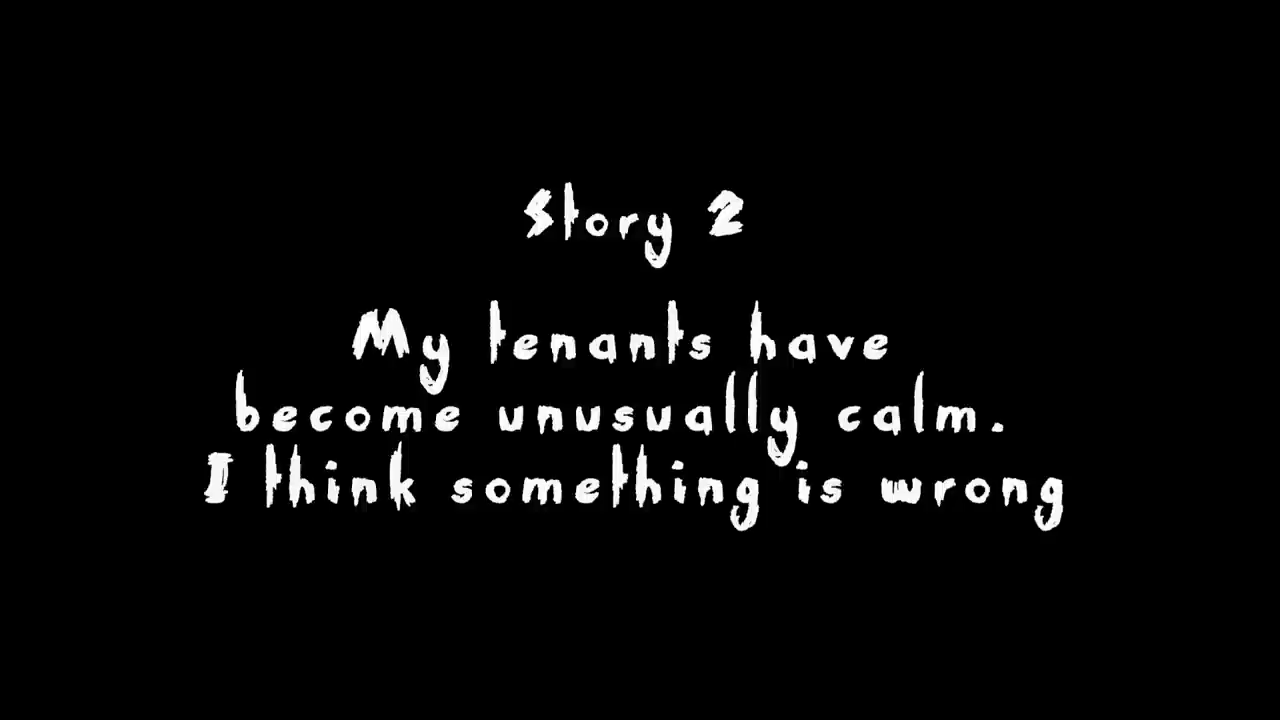 Story 2
My tenants have
become unusually calm.
I think something is wrong